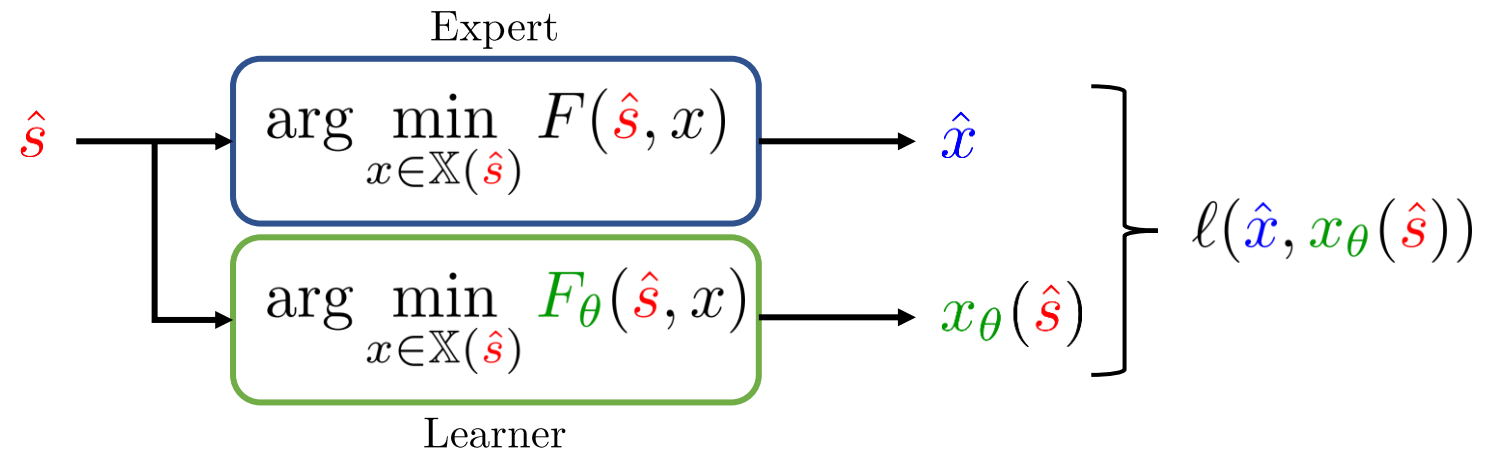 Expert
ŝ
arg min F(ŝ, x)
x∈𝕏(ŝ)
x̂
arg min F_θ(ŝ, x)
x∈𝕏(ŝ)
x_θ(ŝ)
ℓ(x̂, x_θ(ŝ))
Learner